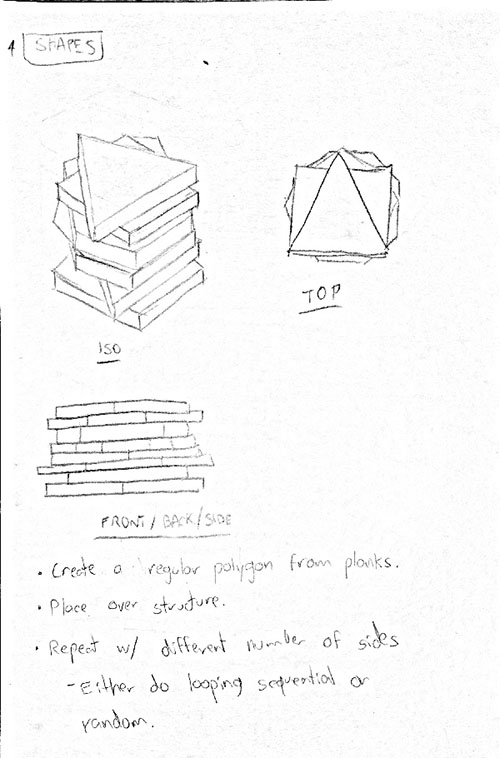 4 SHAPES
ISO
TOP
FRONT/BACK/SIDE
• Create a regular polygon from planks.
• Place over structure.
• Repeat w/ different number of sides
- Either do looping sequential or
random.